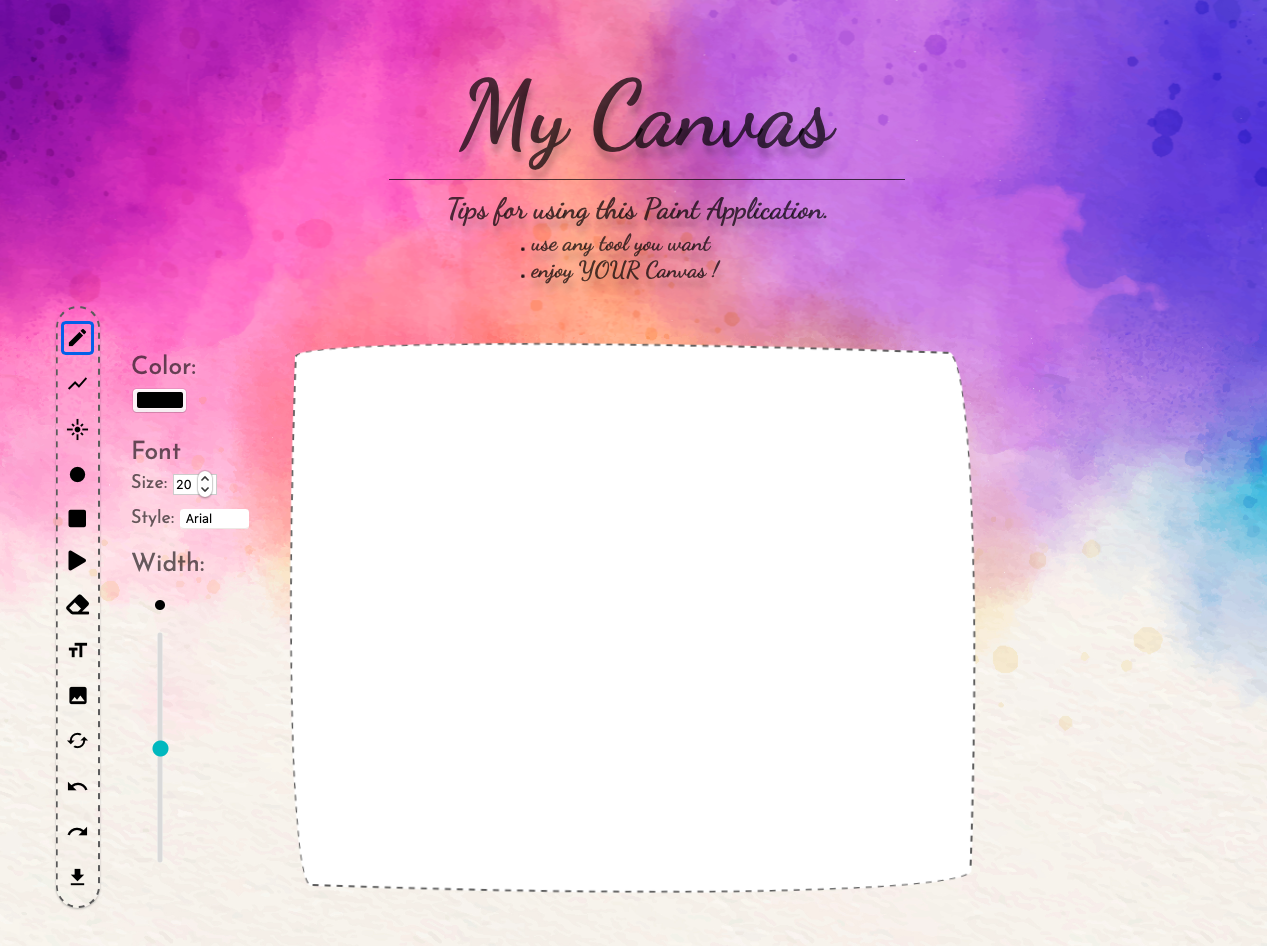 My Canvas
Tips for using this Paint Application.
. use any tool you want
. enjoy YOUR Canvas !
Color:
Font
Size: 20
Style: Arial
Width: